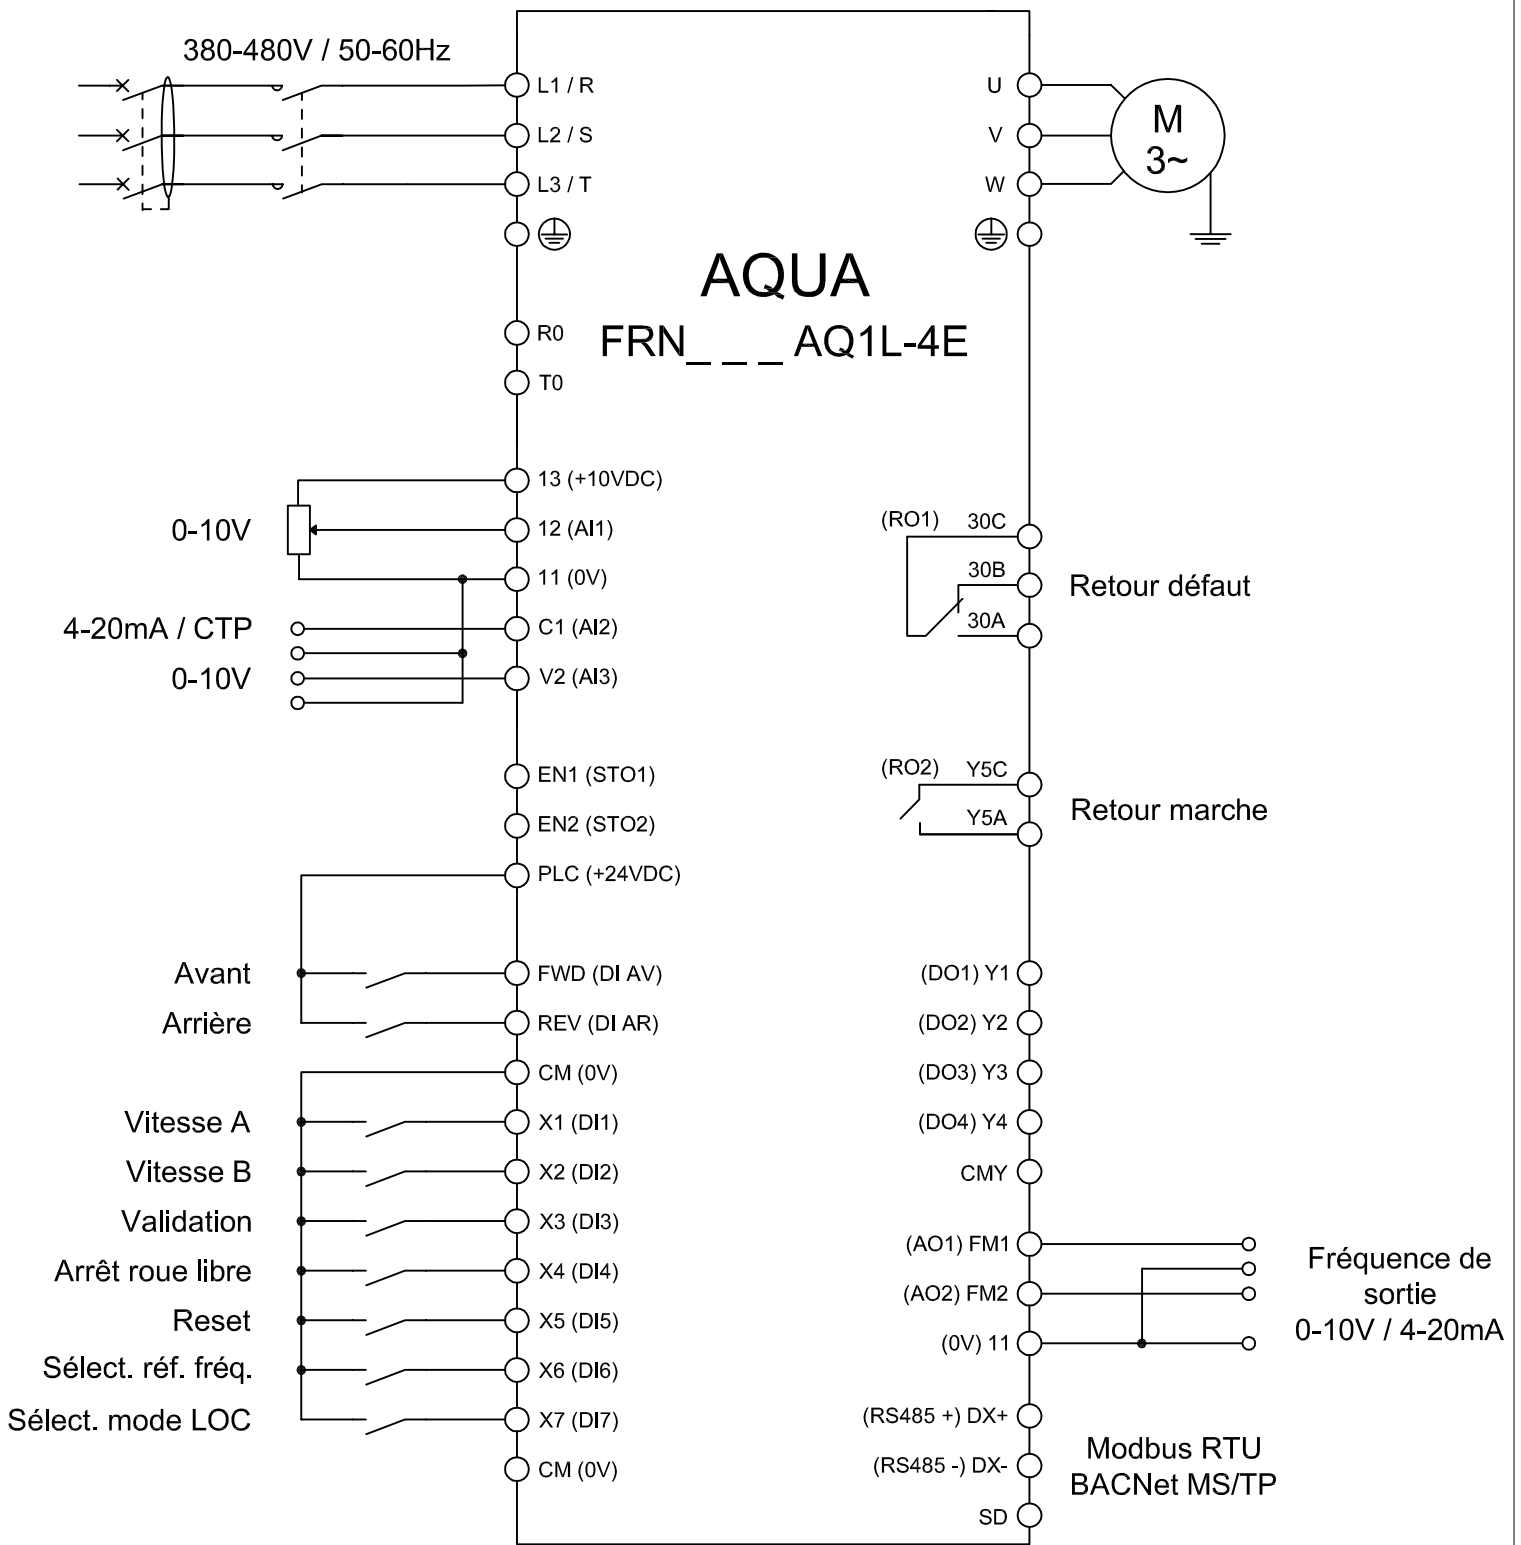 380-480V / 50-60Hz
L1 / R
L2 / S
L3 / T
U
V
W
M
3~
AQUA
FRN_ _ _ AQ1L-4E
R0
T0
13 (+10VDC)
0-10V
12 (AI1)
11 (0V)
4-20mA / CTP
C1 (AI2)
0-10V
V2 (AI3)
(RO1) 30C
30B
30A
Retour défaut
EN1 (STO1)
EN2 (STO2)
PLC (+24VDC)
(RO2) Y5C
Y5A
Retour marche
Avant
FWD (DI AV)
Arrière
REV (DI AR)
CM (0V)
Vitesse A
X1 (DI1)
Vitesse B
X2 (DI2)
Validation
X3 (DI3)
Arrêt roue libre
X4 (DI4)
Reset
X5 (DI5)
Sélect. réf. fréq.
X6 (DI6)
Sélect. mode LOC
X7 (DI7)
CM (0V)
(DO1) Y1
(DO2) Y2
(DO3) Y3
(DO4) Y4
CMY
(AO1) FM1
(AO2) FM2
(0V) 11
Fréquence de
sortie
0-10V / 4-20mA
(RS485 +) DX+
(RS485 -) DX-
SD
Modbus RTU
BACNet MS/TP